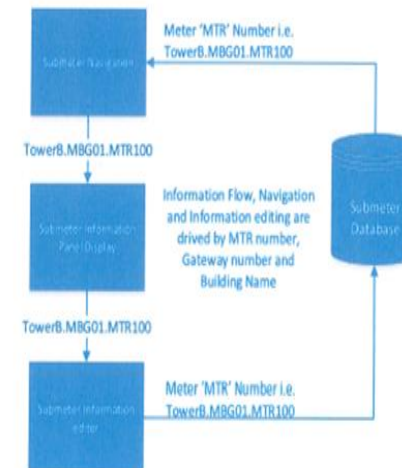 Meter 'MTR' Number i.e.
TowerB.MBG01.MTR100
Submeter Navigation
TowerB.MBG01.MTR100
Submeter Information
Panel Display
Information Flow, Navigation
and Information editing are
drived by MTR number,
Gateway number and
Building Name
Submeter
Database
TowerB.MBG01.MTR100
Submeter Information
editor
Meter 'MTR' Number i.e.
TowerB.MBG01.MTR100